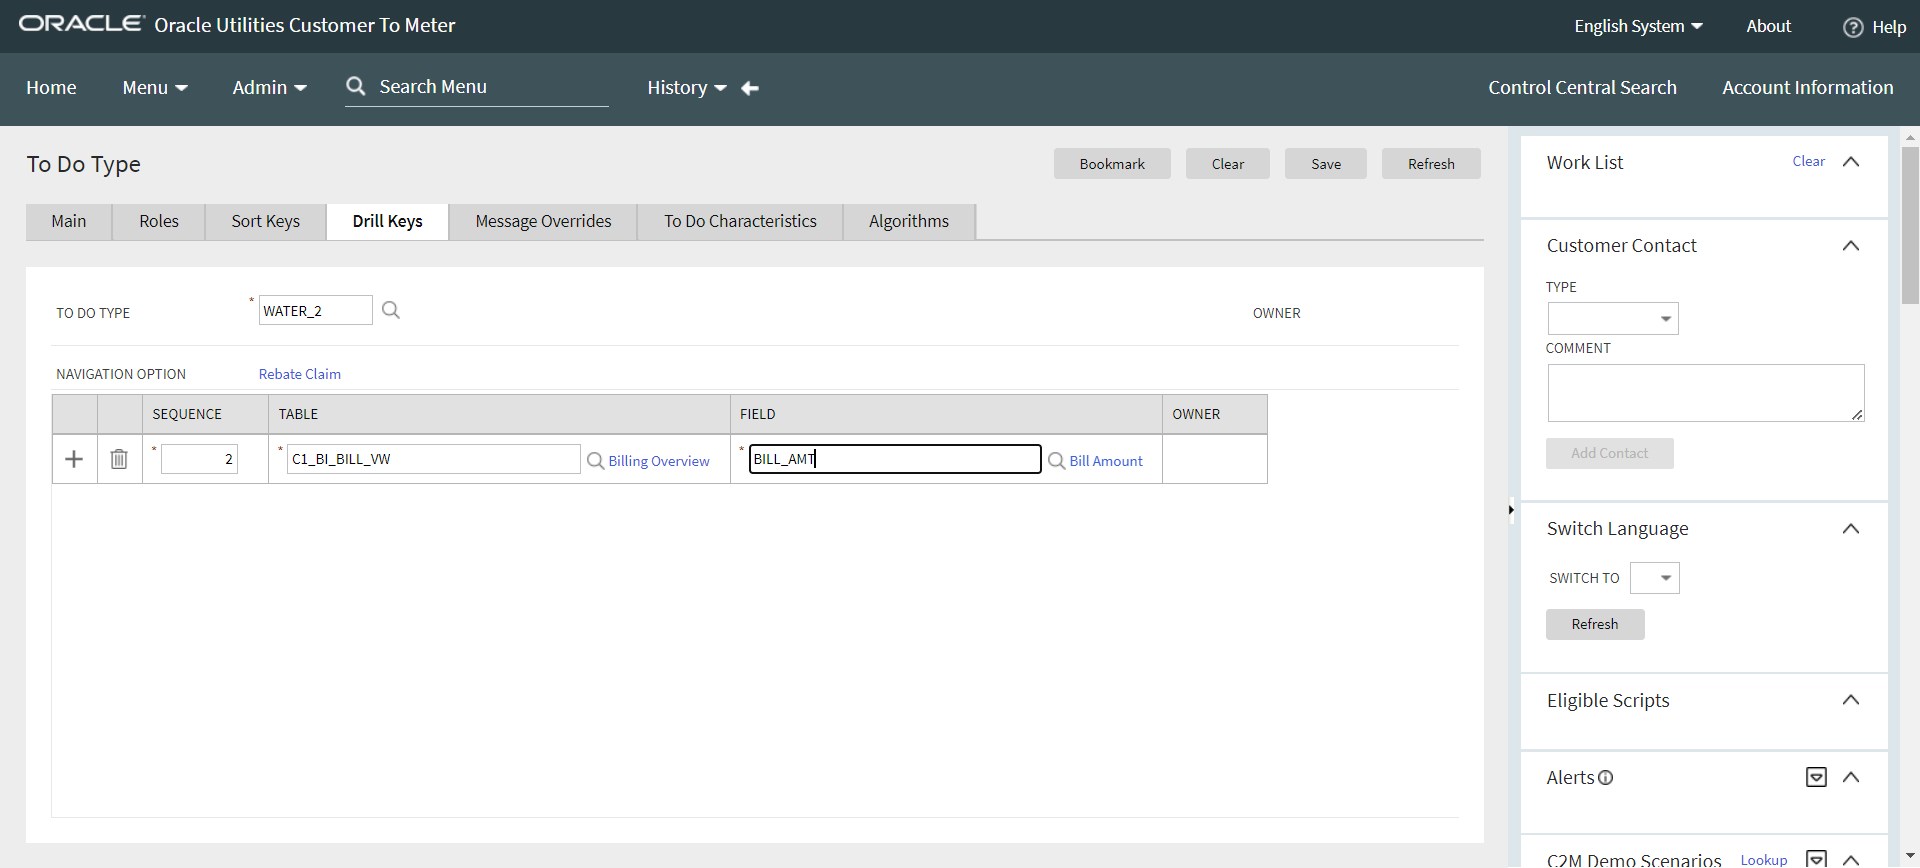 ORACLE Oracle Utilities Customer To Meter
English System
About
Help
Home
Menu
Admin
Search Menu
History
Control Central Search
Account Information
To Do Type
Bookmark
Clear
Save
Refresh
Main
Roles
Sort Keys
Drill Keys
Message Overrides
To Do Characteristics
Algorithms
TO DO TYPE
* WATER_2
OWNER
NAVIGATION OPTION
Rebate Claim
SEQUENCE
TABLE
FIELD
OWNER
* 2
* C1_BI_BILL_VW
Billing Overview
* BILL_AMT
Bill Amount
Work List
Clear
Customer Contact
TYPE
COMMENT
Add Contact
Switch Language
SWITCH TO
Refresh
Eligible Scripts
Alerts
C2M Demo Scenarios
Lookup